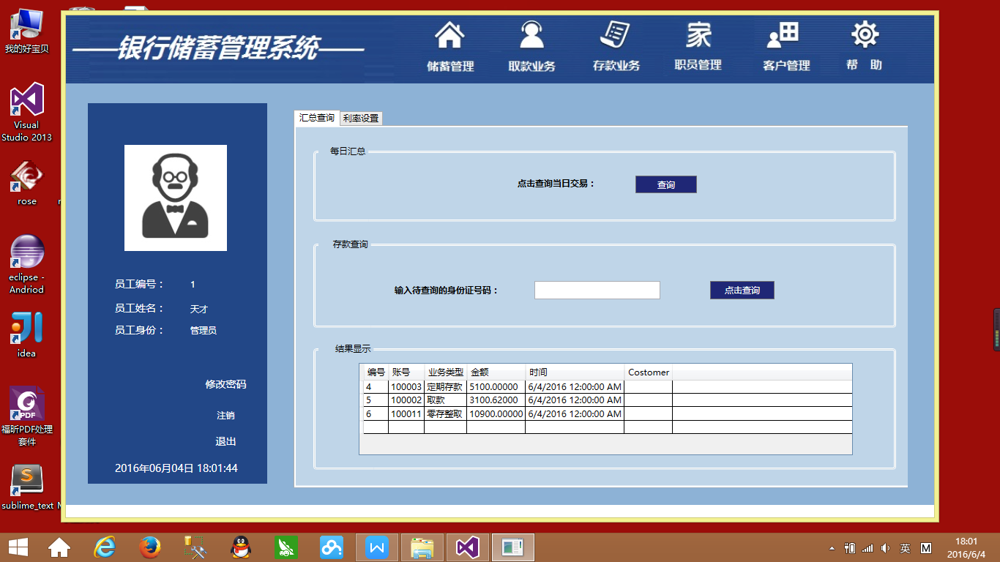 我的好宝贝
Visual
Studio 2013
rose
eclipse -
Andriod
idea
PDF
福昕PDF处理
套件
sublime_text
银行储蓄管理系统
储蓄管理
取款业务
存款业务
家
职员管理
客户管理
帮 助
员工编号： 1
员工姓名： 天才
员工身份： 管理员
修改密码
注销
退出
2016年06月04日 18:01:44
汇总查询 利率设置
每日汇总
点击查询当日交易： 查询
存款查询
输入待查询的身份证号码： 点击查询
结果显示
编号 账号 业务类型 金额 时间 Costomer
4 100003 定期存款 5100.00000 6/4/2016 12:00:00 AM
5 100002 取款 3100.62000 6/4/2016 12:00:00 AM
6 100011 零存整取 10900.00000 6/4/2016 12:00:00 AM
英 M
18:01
2016/6/4